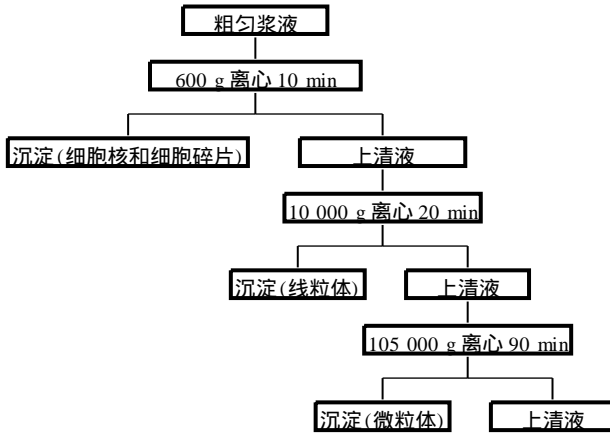 粗匀浆液
600 g 离心 10 min
沉淀(细胞核和细胞碎片)
上清液
10 000 g 离心 20 min
沉淀(线粒体)
上清液
105 000 g 离心 90 min
沉淀(微粒体)
上清液